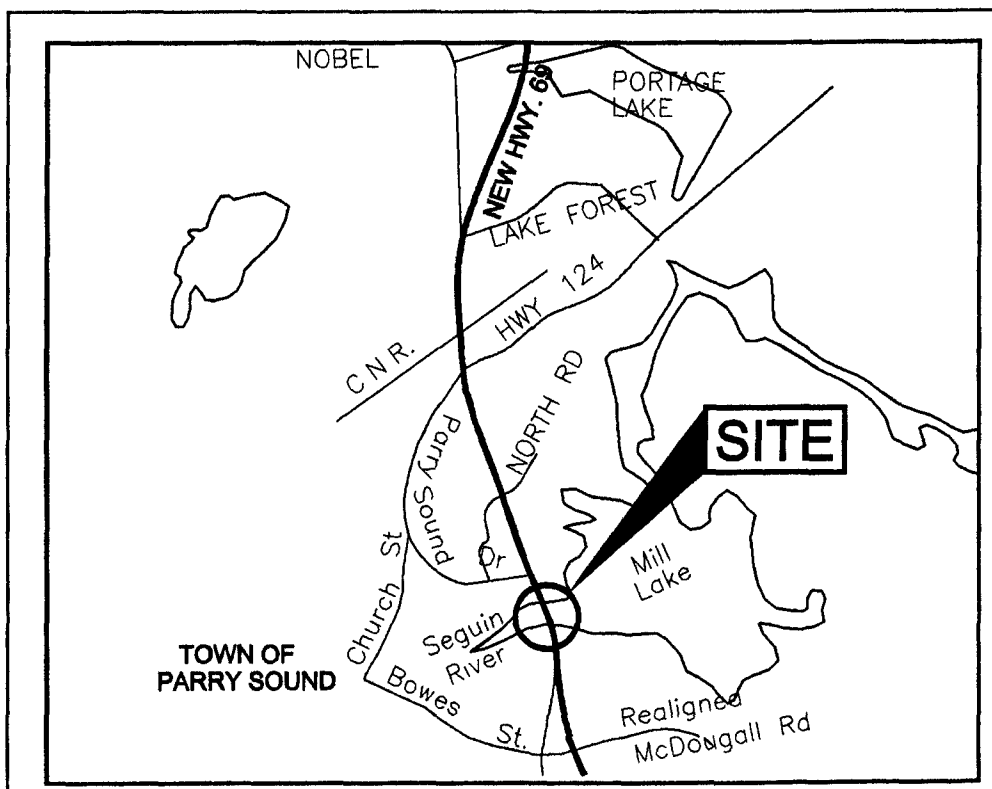 NOBEL
PORTAGE
LAKE
NEW HWY. 69
LAKE FOREST
HWY 124
C N R.
NORTH RD
Parry Sound
Dr
SITE
Mill
Lake
Church St
Seguin
River
TOWN OF
PARRY SOUND
Bowes
St.
Realigned
McDougall Rd